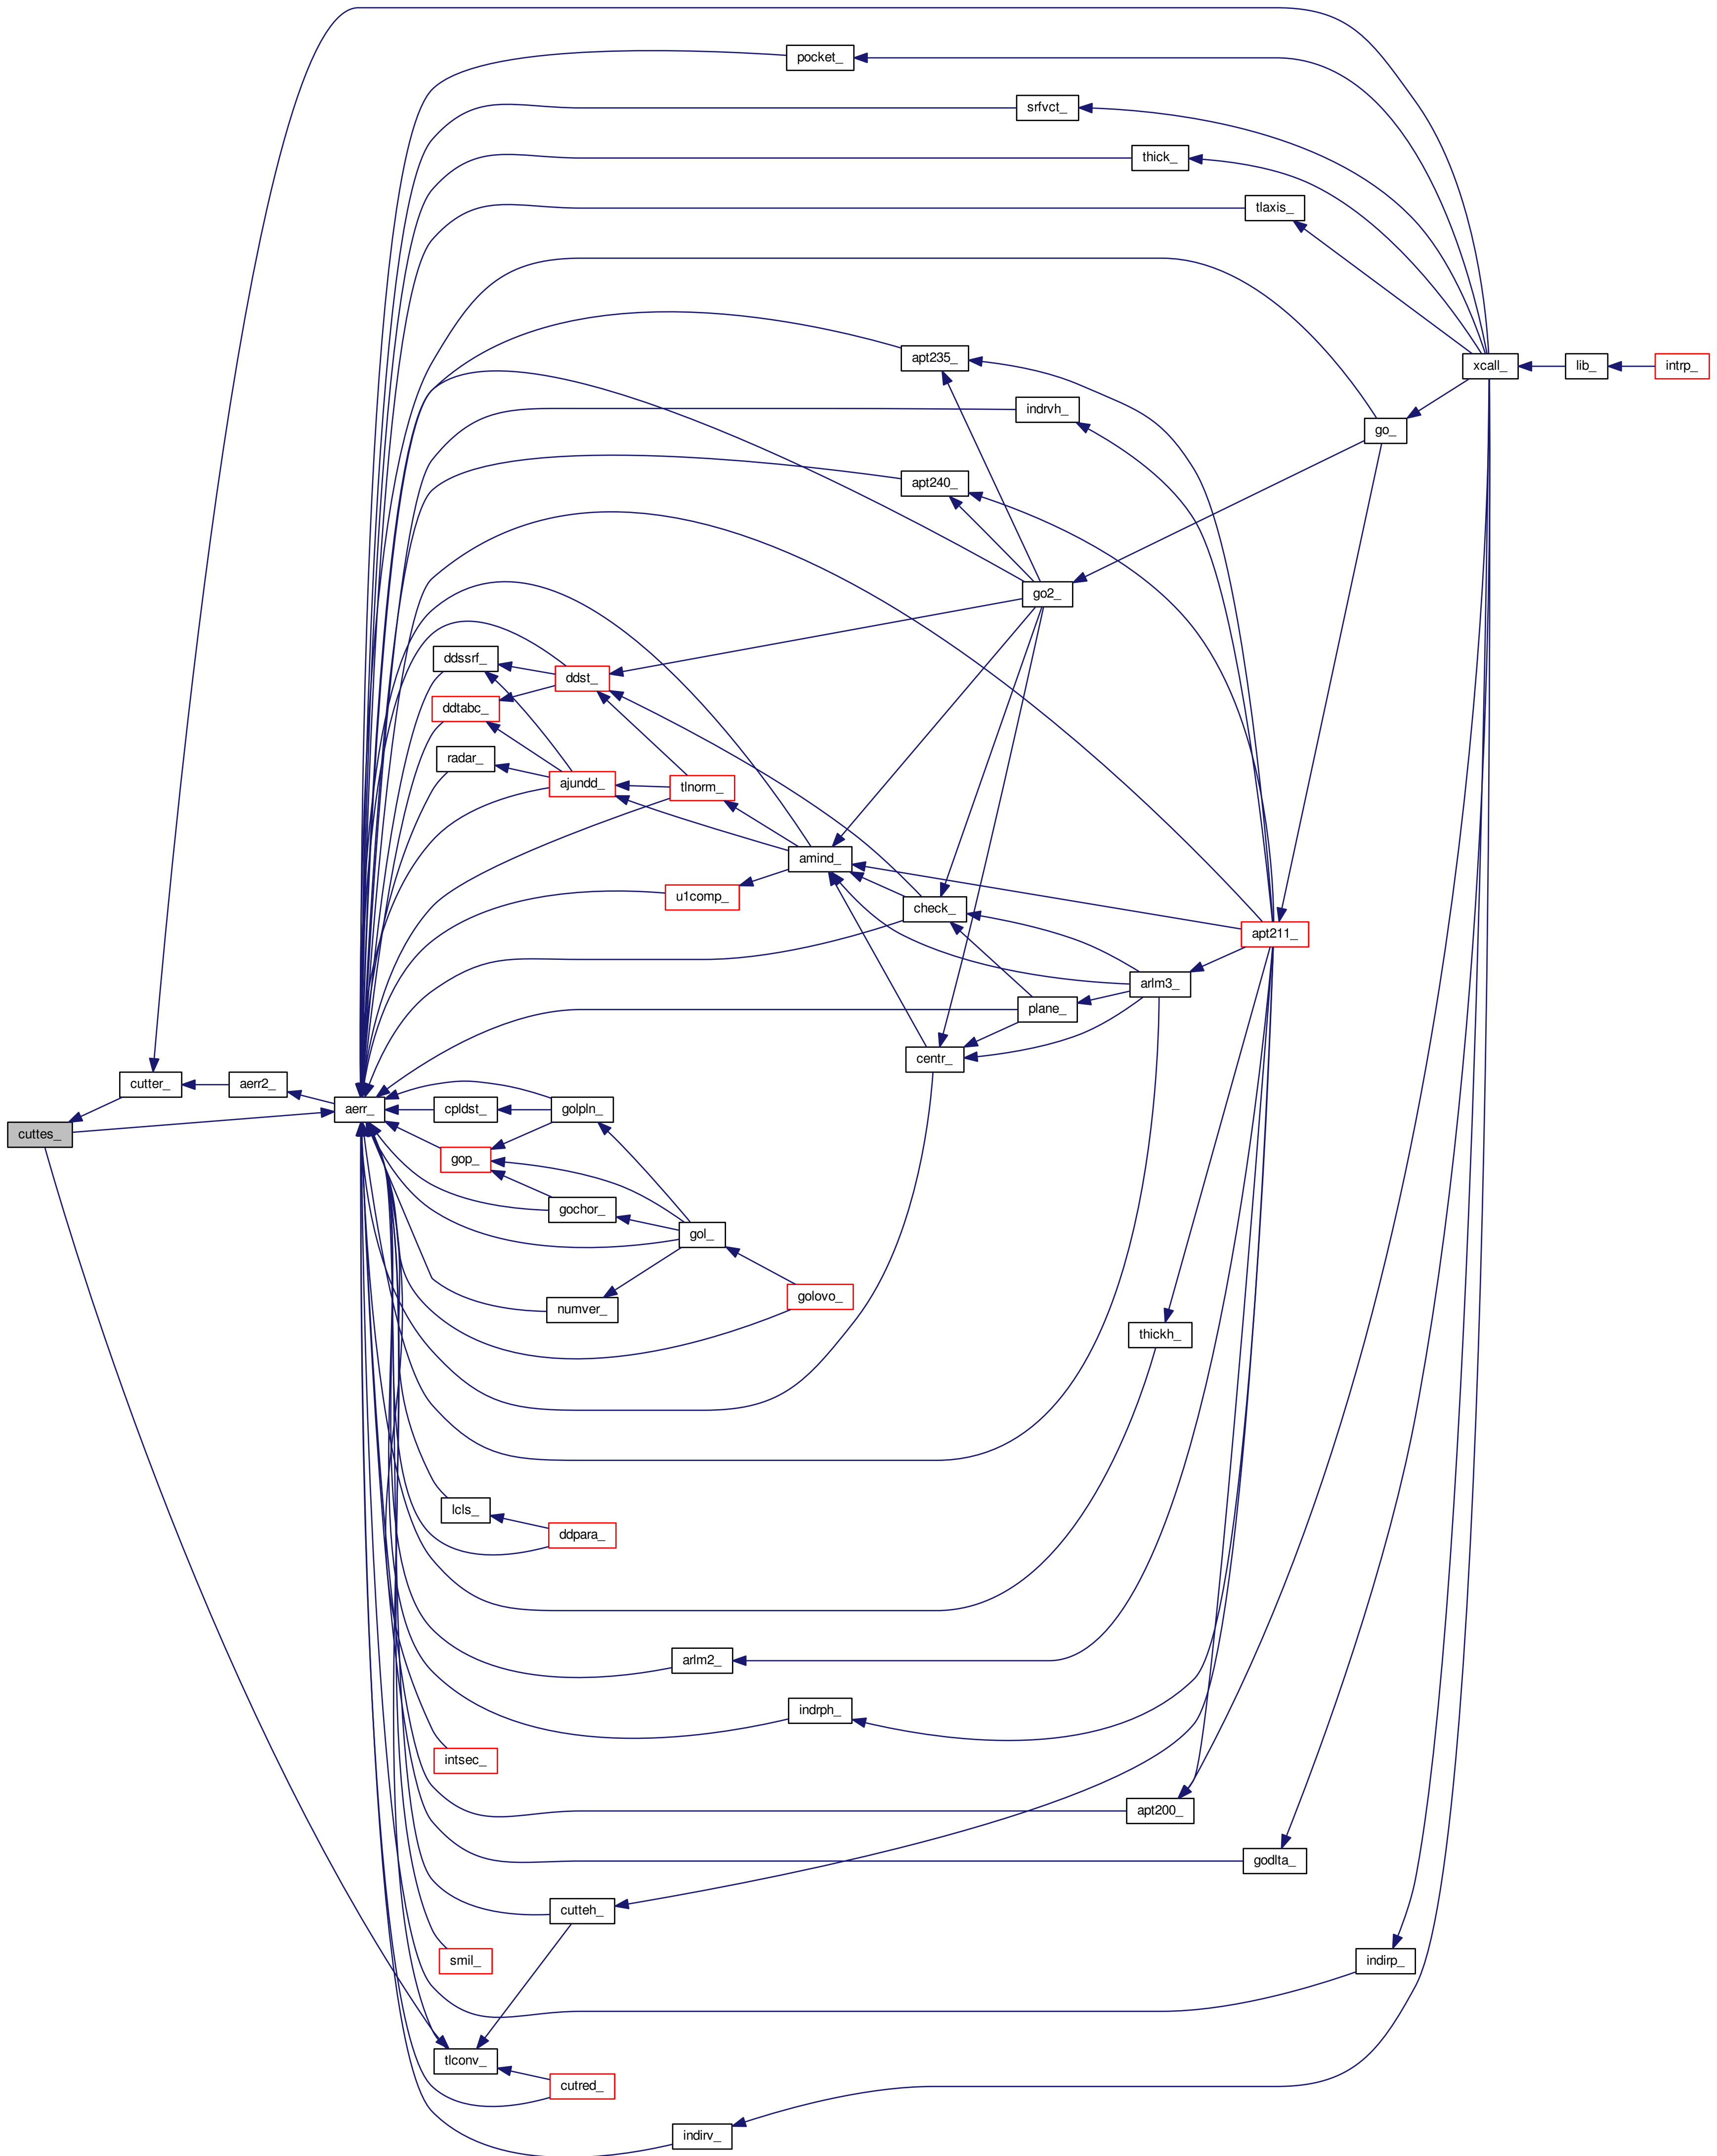 pocket_
srfvct_
thick_
tlaxis_
apt235_
xcall_
lib_
intrp_
indrvh_
go_
apt240_
go2_
ddssrf_
ddst_
ddtabc_
radar_
ajundd_
tlnorm_
amind_
u1comp_
check_
apt211_
arlm3_
plane_
centr_
cutter_
aerr2_
aerr_
cpldst_
golpln_
cuttes_
gop_
gochor_
gol_
golovo_
numver_
thickh_
lcls_
ddpara_
arlm2_
indrph_
intsec_
apt200_
godlta_
cutteh_
smil_
indirp_
tlconv_
cutred_
indirv_